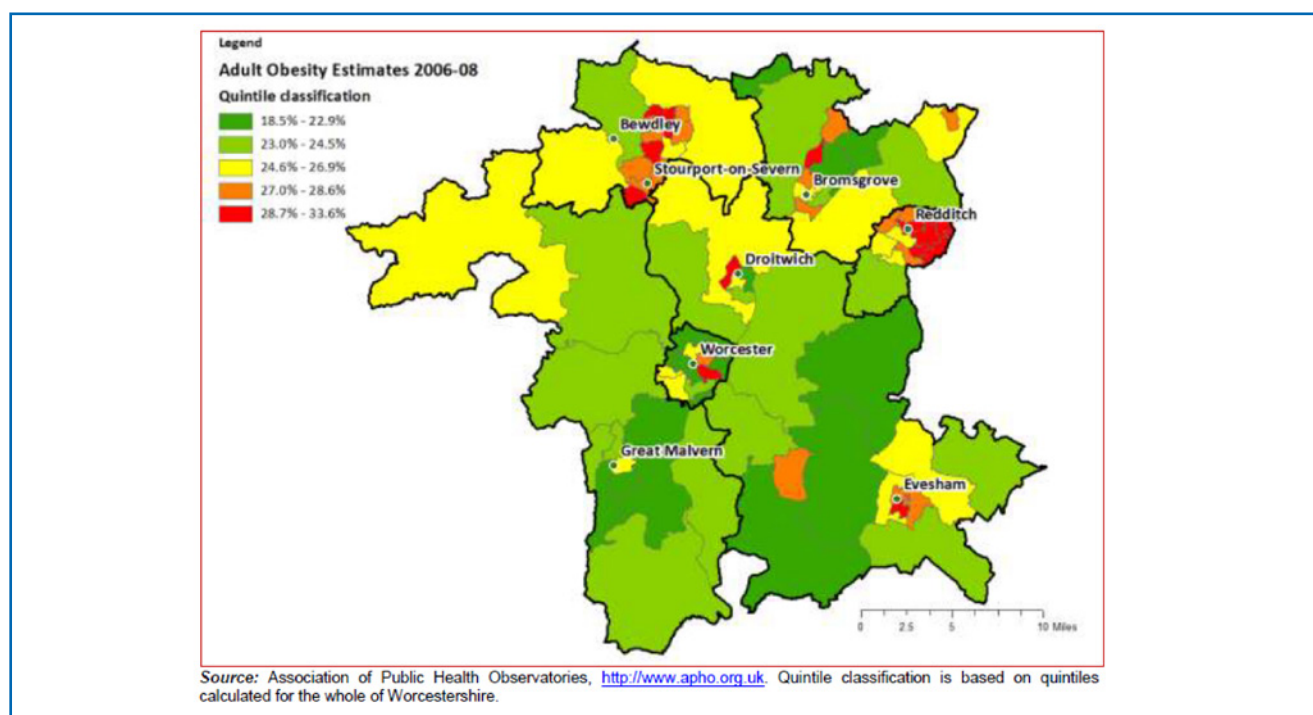 Legend
Adult Obesity Estimates 2006-08
Quintile classification
18.5% - 22.9%
23.0% - 24.5%
24.6% - 26.9%
27.0% - 28.6%
28.7% - 33.6%
Bewdley
Stourport-on-Severn
Bromsgrove
Redditch
Droitwich
Worcester
Great Malvern
Evesham
0 2.5 5 10 Miles
Source: Association of Public Health Observatories, http://www.apho.org.uk. Quintile classification is based on quintiles
calculated for the whole of Worcestershire.